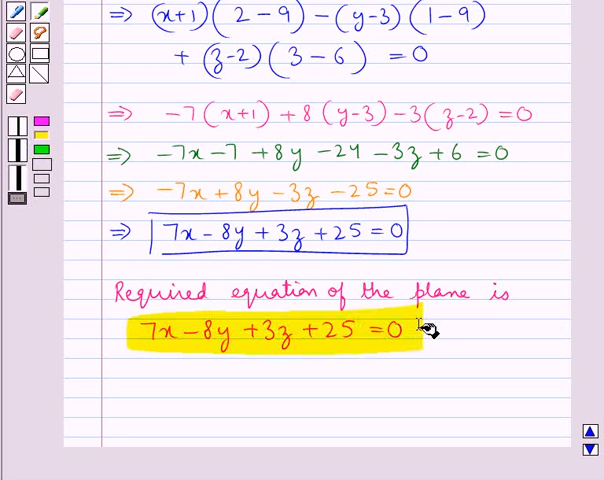 ⇒ (x+1)(2-9) - (y-3)(1-9)
+ (z-2)(3-6) = 0
⇒ -7(x+1) + 8(y-3) - 3(z-2) = 0
⇒ -7x - 7 + 8y - 24 - 3z + 6 = 0
⇒ -7x + 8y - 3z - 25 = 0
⇒ 7x - 8y + 3z + 25 = 0
Required equation of the plane is
7x - 8y + 3z + 25 = 0